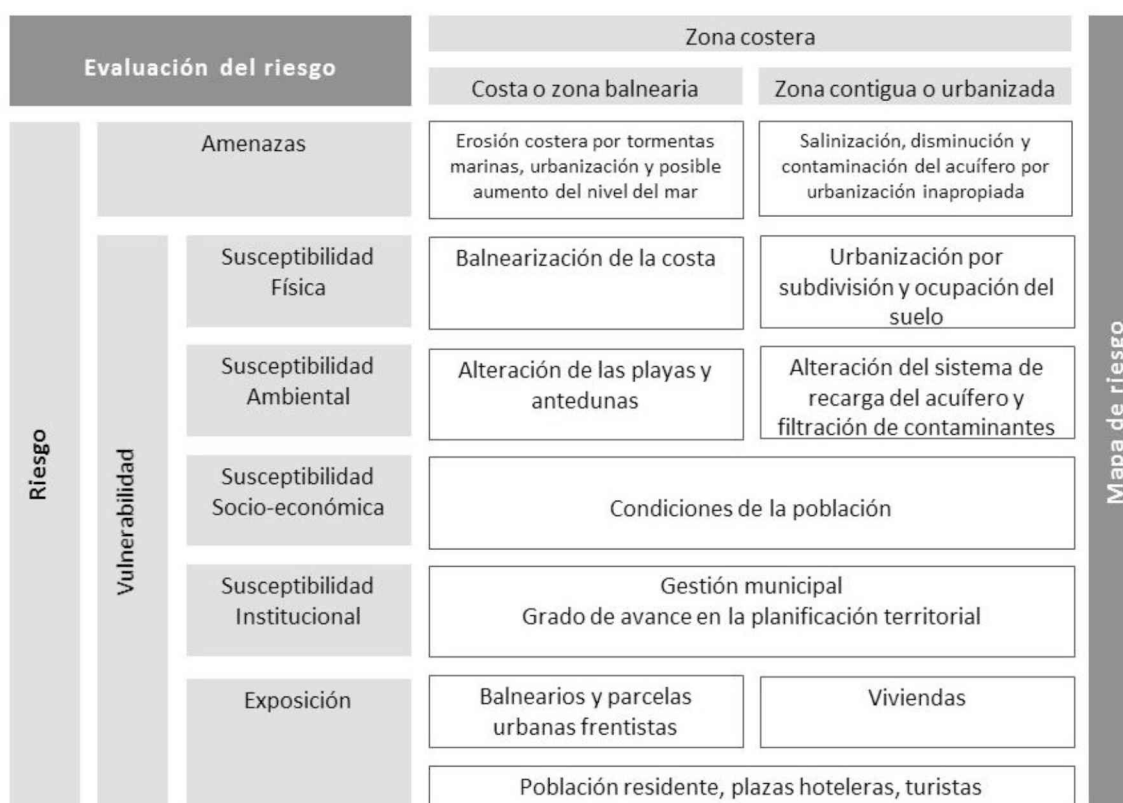 Evaluación del riesgo
Zona costera
Costa o zona balnearia
Zona contigua o urbanizada
Riesgo
Amenazas
Erosión costera por tormentas
marinas, urbanización y posible
aumento del nivel del mar
Salinización, disminución y
contaminación del acuífero por
urbanización inapropiada
Vulnerabilidad
Susceptibilidad
Física
Balnearización de la costa
Urbanización por
subdivisión y ocupación del
suelo
Susceptibilidad
Ambiental
Alteración de las playas y
antedunas
Alteración del sistema de
recarga del acuífero y
filtración de contaminantes
Susceptibilidad
Socio-económica
Condiciones de la población
Susceptibilidad
Institucional
Gestión municipal
Grado de avance en la planificación territorial
Exposición
Balnearios y parcelas
urbanas frentistas
Viviendas
Población residente, plazas hoteleras, turistas
Mapa de riesgo